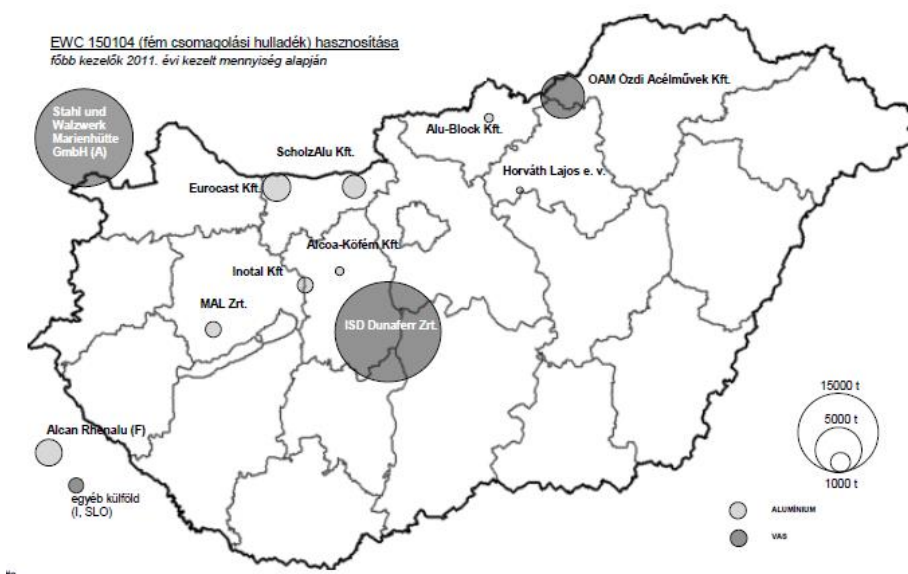 EWC 150104 (fém csomagolási hulladék) hasznosítása
főbb kezelők 2011. évi kezelt mennyiség alapján
OAM Ózdi Acélművek Kft.
Stahl und
Walzwerk
Marienhütte
GmbH (A)
Alu-Block Kft.
ScholzAlu Kft.
Horváth Lajos e. v.
Eurocast Kft.
Alcoa-Köfém Kft.
Inotal Kft
MAL Zrt.
ISD Dunaferr Zrt.
Alcan Rhenalu (F)
egyéb külföld
(I, SLO)
15000 t
5000 t
1000 t
ALUMÍNIUM
VAS